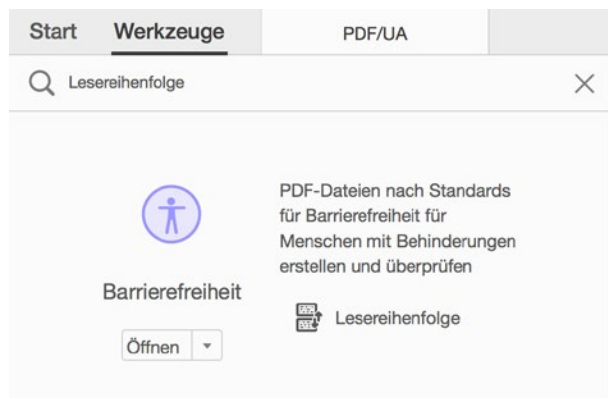 Start Werkzeuge PDF/UA
Lesereihenfolge
PDF-Dateien nach Standards
für Barrierefreiheit für
Menschen mit Behinderungen
erstellen und überprüfen
Barrierefreiheit
Lesereihenfolge
Öffnen